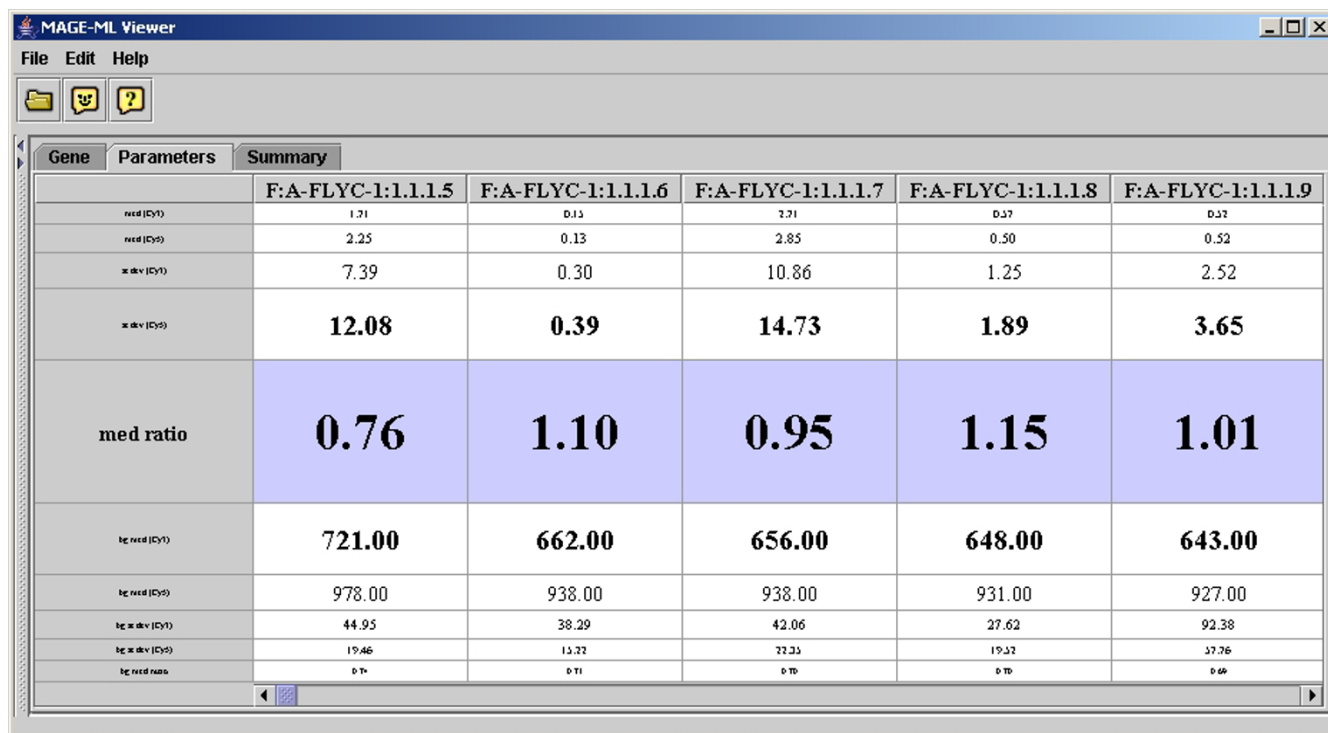 MAGE-ML Viewer
File Edit Help
Gene Parameters Summary
F:A-FLYC-1:1.1.1.5 F:A-FLYC-1:1.1.1.6 F:A-FLYC-1:1.1.1.7 F:A-FLYC-1:1.1.1.8 F:A-FLYC-1:1.1.1.9
2.25 0.13 2.85 0.50 0.52
7.39 0.30 10.86 1.25 2.52
12.08 0.39 14.73 1.89 3.65
med ratio 0.76 1.10 0.95 1.15 1.01
721.00 662.00 656.00 648.00 643.00
978.00 938.00 938.00 931.00 927.00
44.95 38.29 42.06 27.62 92.38
19.46